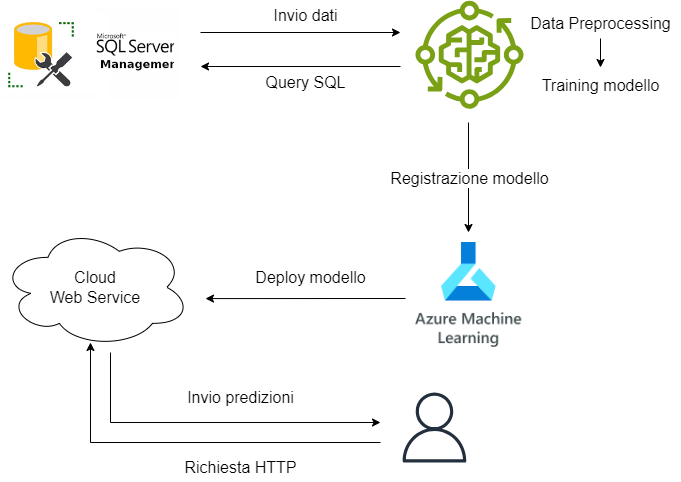 Invio dati
Data Preprocessing
Microsoft
SQL Server
Managemen
Query SQL
Training modello
Registrazione modello
Cloud
Web Service
Deploy modello
Azure Machine
Learning
Invio predizioni
Richiesta HTTP